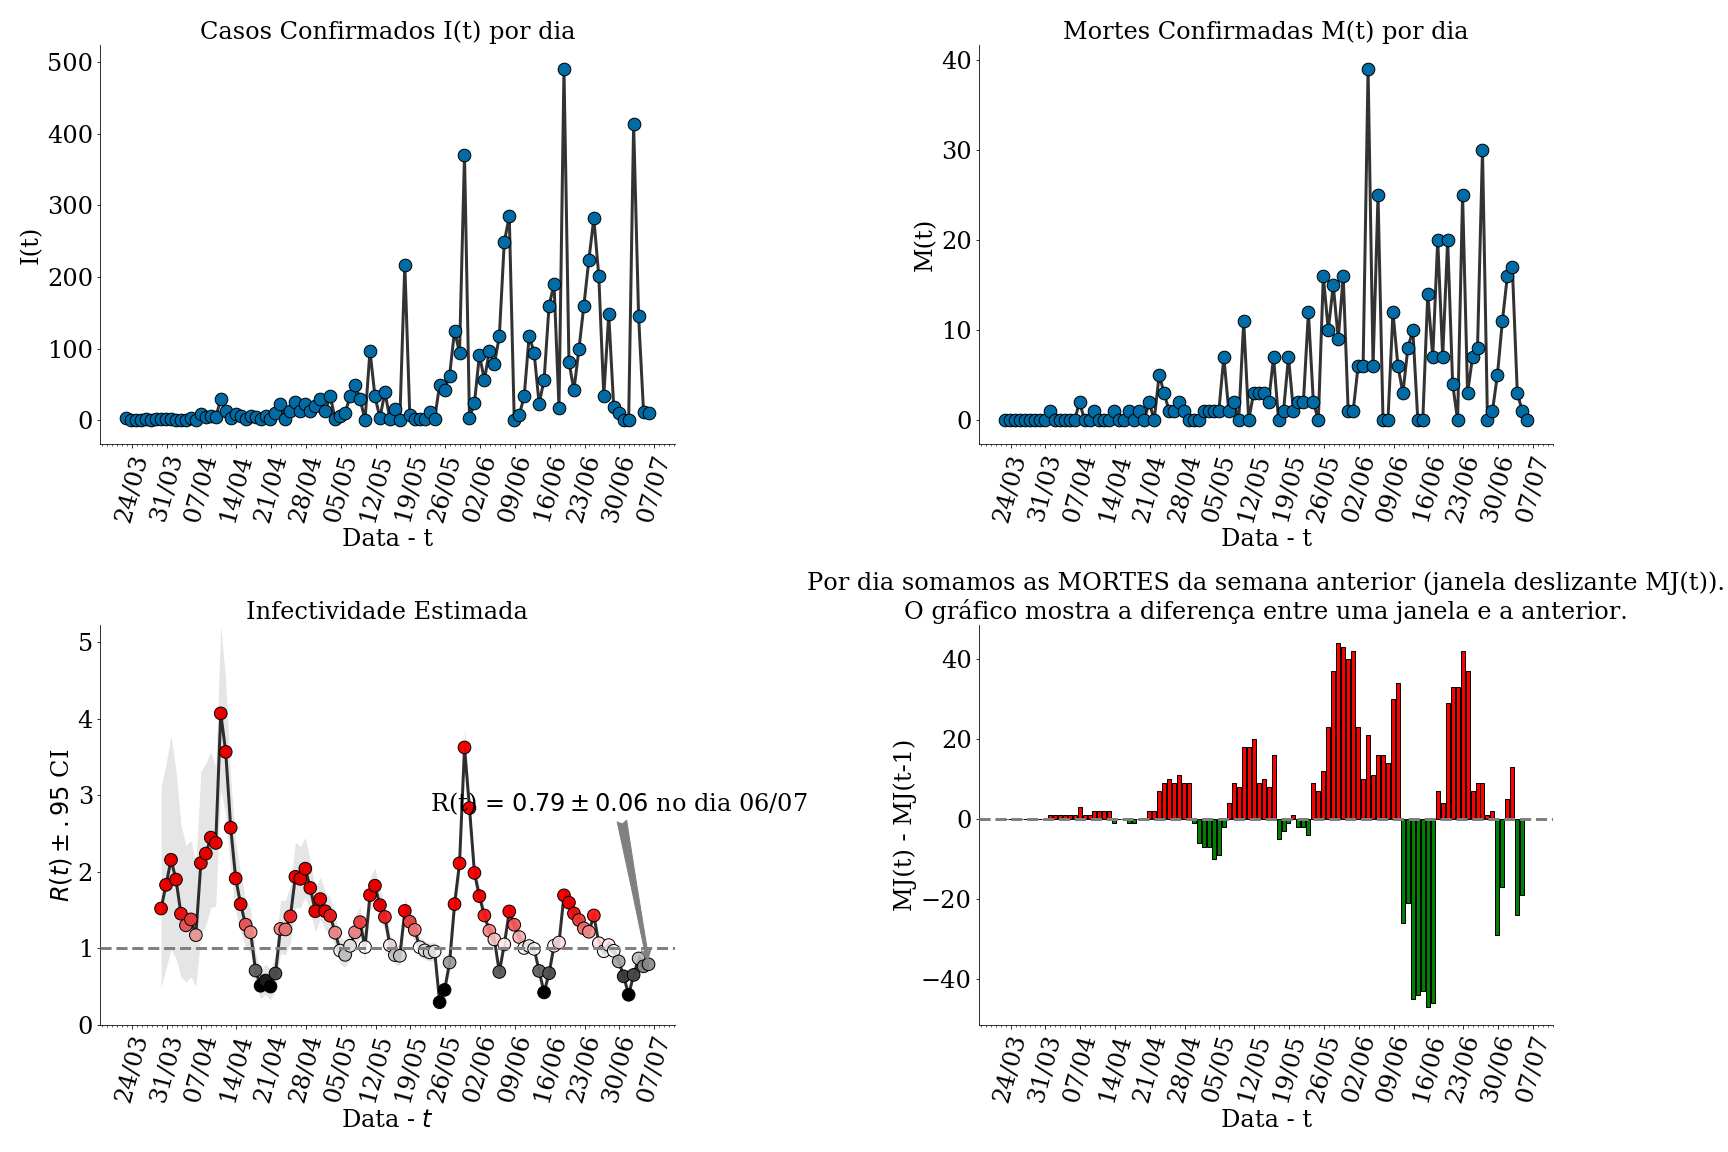 Casos Confirmados I(t) por dia
I(t)
500
400
300
200
100
0
24/03 31/03 07/04 14/04 21/04 28/04 05/05 12/05 19/05 26/05 02/06 09/06 16/06 23/06 30/06 07/07
Data - t
Mortes Confirmadas M(t) por dia
M(t)
40
30
20
10
0
24/03 31/03 07/04 14/04 21/04 28/04 05/05 12/05 19/05 26/05 02/06 09/06 16/06 23/06 30/06 07/07
Data - t
Infectividade Estimada
R(t) ± .95 CI
5
4
3
2
1
0
R(t) = 0.79 ± 0.06 no dia 06/07
24/03 31/03 07/04 14/04 21/04 28/04 05/05 12/05 19/05 26/05 02/06 09/06 16/06 23/06 30/06 07/07
Data - t
Por dia somamos as MORTES da semana anterior (janela deslizante MJ(t)).
O gráfico mostra a diferença entre uma janela e a anterior.
MJ(t) - MJ(t-1)
40
20
0
−20
−40
24/03 31/03 07/04 14/04 21/04 28/04 05/05 12/05 19/05 26/05 02/06 09/06 16/06 23/06 30/06 07/07
Data - t